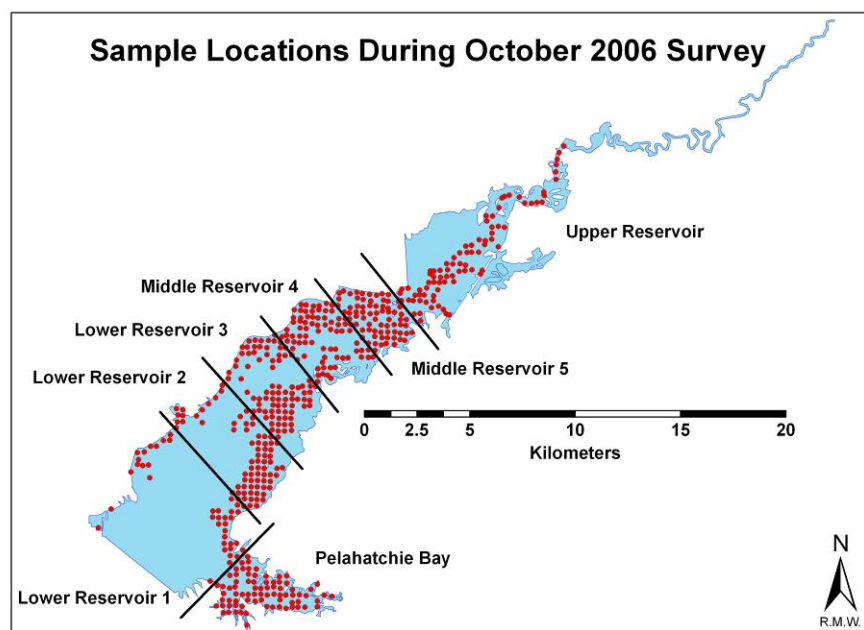 Sample Locations During October 2006 Survey
Upper Reservoir
Middle Reservoir 4
Lower Reservoir 3
Lower Reservoir 2
Middle Reservoir 5
0 2.5 5 10 15 20
Kilometers
Pelahatchie Bay
Lower Reservoir 1
N
R.M.W.